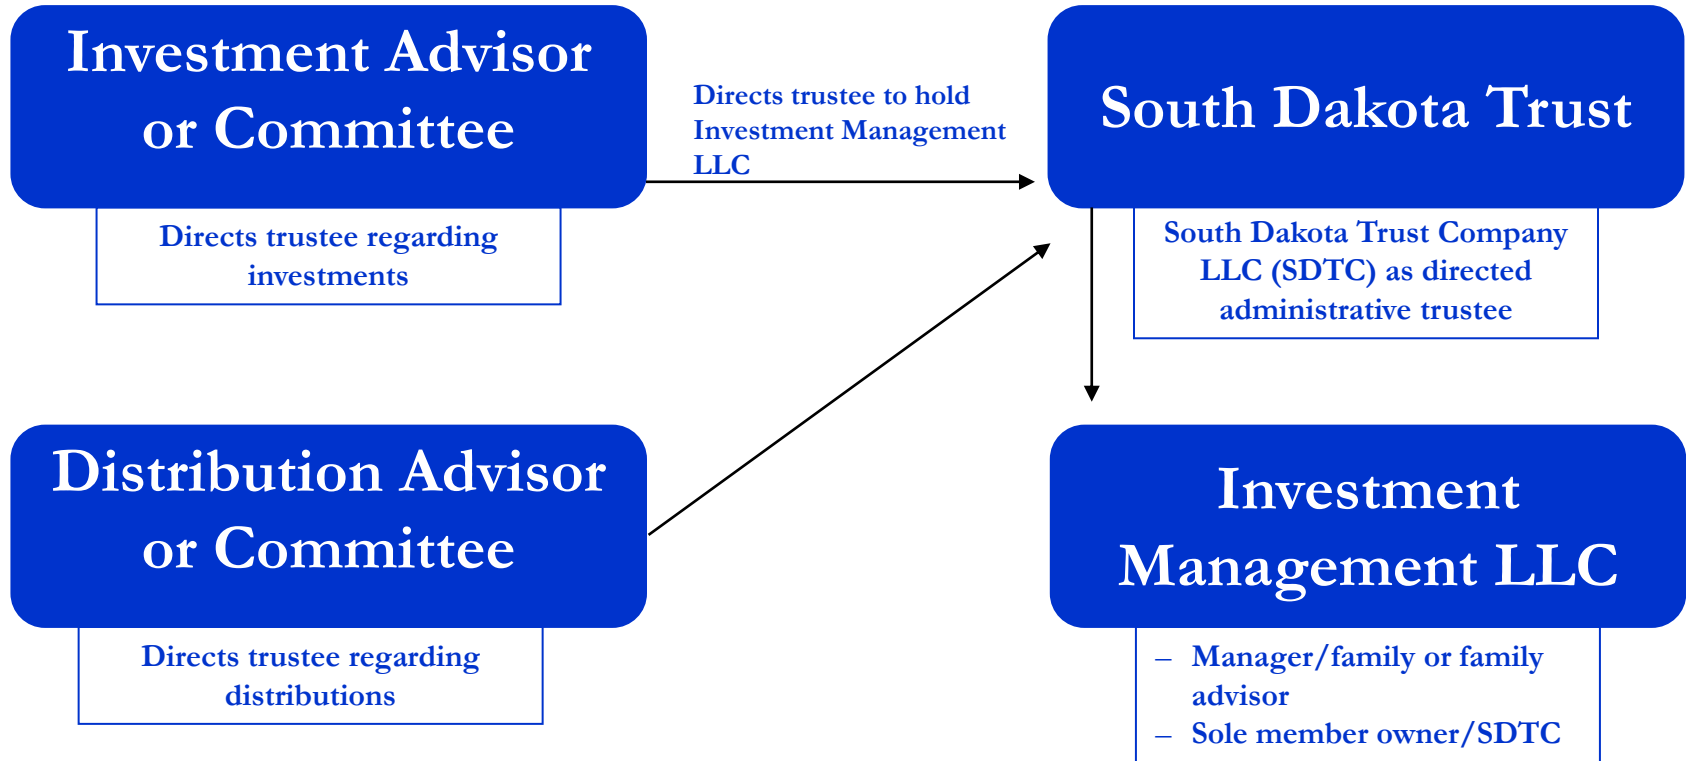 Investment Advisor
or Committee
Directs trustee regarding
investments
Directs trustee to hold
Investment Management
LLC
South Dakota Trust
South Dakota Trust Company
LLC (SDTC) as directed
administrative trustee
Distribution Advisor
or Committee
Directs trustee regarding
distributions
Investment
Management LLC
– Manager/family or family
advisor
– Sole member owner/SDTC